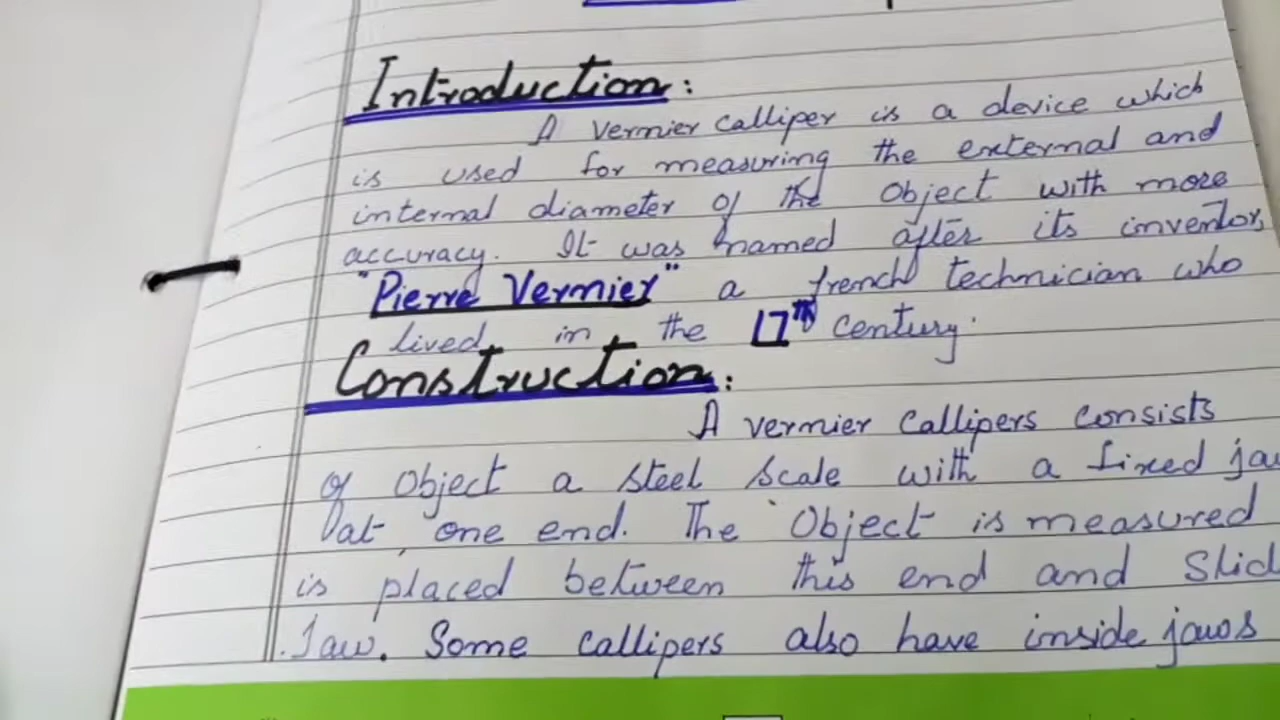 Introduction:
A vernier calliper is a device which
is used for measuring the external and
internal diameter of the object with more
accuracy. It was named after its inventor,
"Pierre Vernier" a french technician who
lived in the 17th century.
Construction:
A vernier callipers consists
of object a steel scale with a fixed jaw
at one end. The Object is measured
is placed between this end and Slid
Jaw. Some callipers also have inside jaws